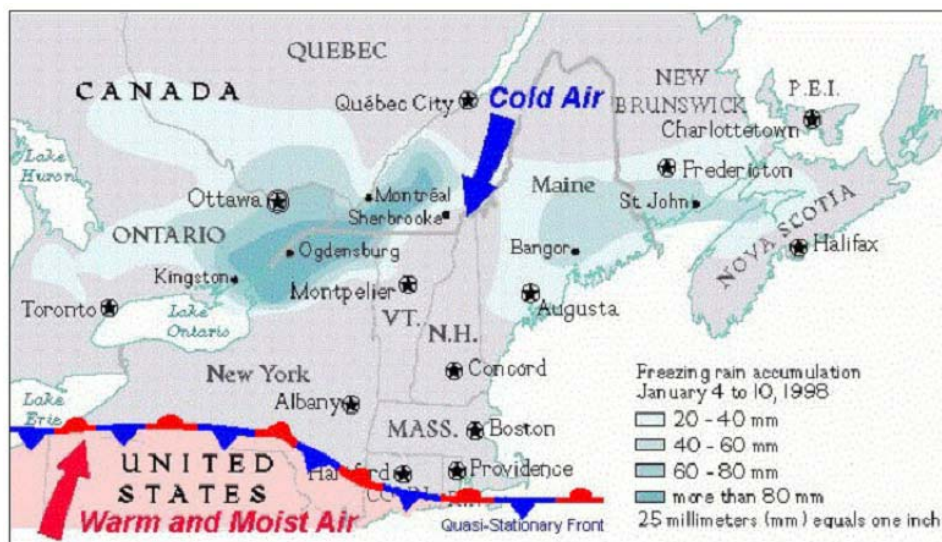 QUEBEC
CANADA
Québec City
Cold Air
NEW
BRUNSWICK
P.E.I.
Charlottetown
Lake
Huron
Fredericton
Maine
Ottawa
Montréal
Sherbrooke
St. John
ONTARIO
NOVA SCOTIA
Ogdensburg
Bangor
Halifax
Kingston
Montpelier
Toronto
Augusta
Lake
Ontario
VT.
N.H.
New York
Concord
Albany
Lake
Erie
MASS.
Boston
UNITED
STATES
Hartford
Providence
Warm and Moist Air
Quasi-Stationary Front
Freezing rain accumulation
January 4 to 10, 1998
20 - 40 mm
40 - 60 mm
60 - 80 mm
more than 80 mm
25 millimeters (mm) equals one inch